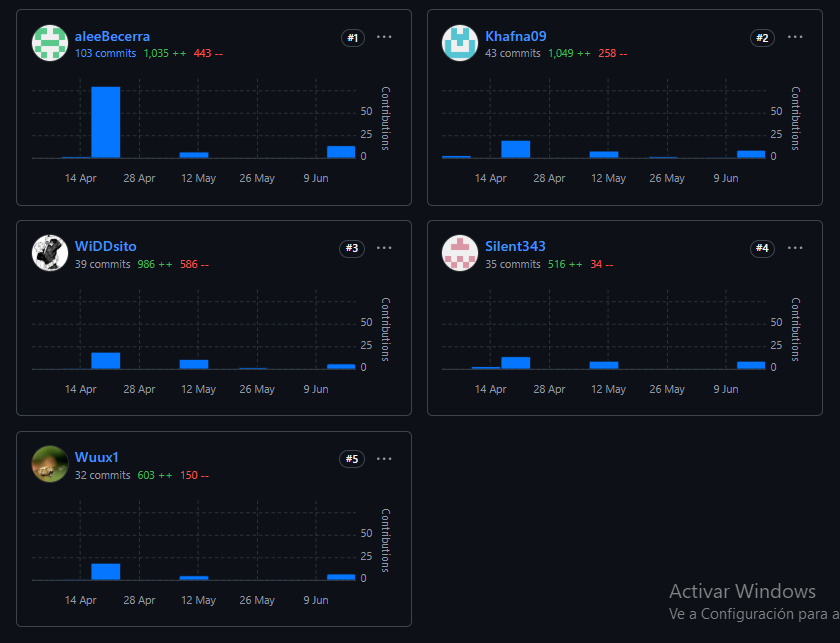 aleeBecerra
#1
103 commits 1,035 ++ 443 --
Contributions
50
25
0
14 Apr 28 Apr 12 May 26 May 9 Jun
Khafna09
#2
43 commits 1,049 ++ 258 --
Contributions
50
25
0
14 Apr 28 Apr 12 May 26 May 9 Jun
WiDDsito
#3
39 commits 986 ++ 586 --
Contributions
50
25
0
14 Apr 28 Apr 12 May 26 May 9 Jun
Silent343
#4
35 commits 516 ++ 34 --
Contributions
50
25
0
14 Apr 28 Apr 12 May 26 May 9 Jun
Wuux1
#5
32 commits 603 ++ 150 --
Contributions
50
25
0
14 Apr 28 Apr 12 May 26 May 9 Jun
Activar Windows
Ve a Configuración para a